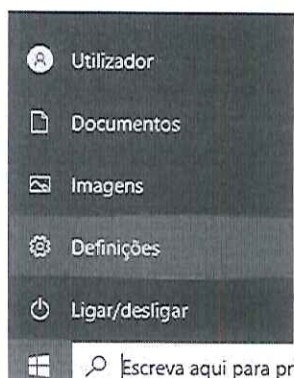 Utilizador
Documentos
Imagens
Definições
Ligar/desligar
Escreva aqui para pr